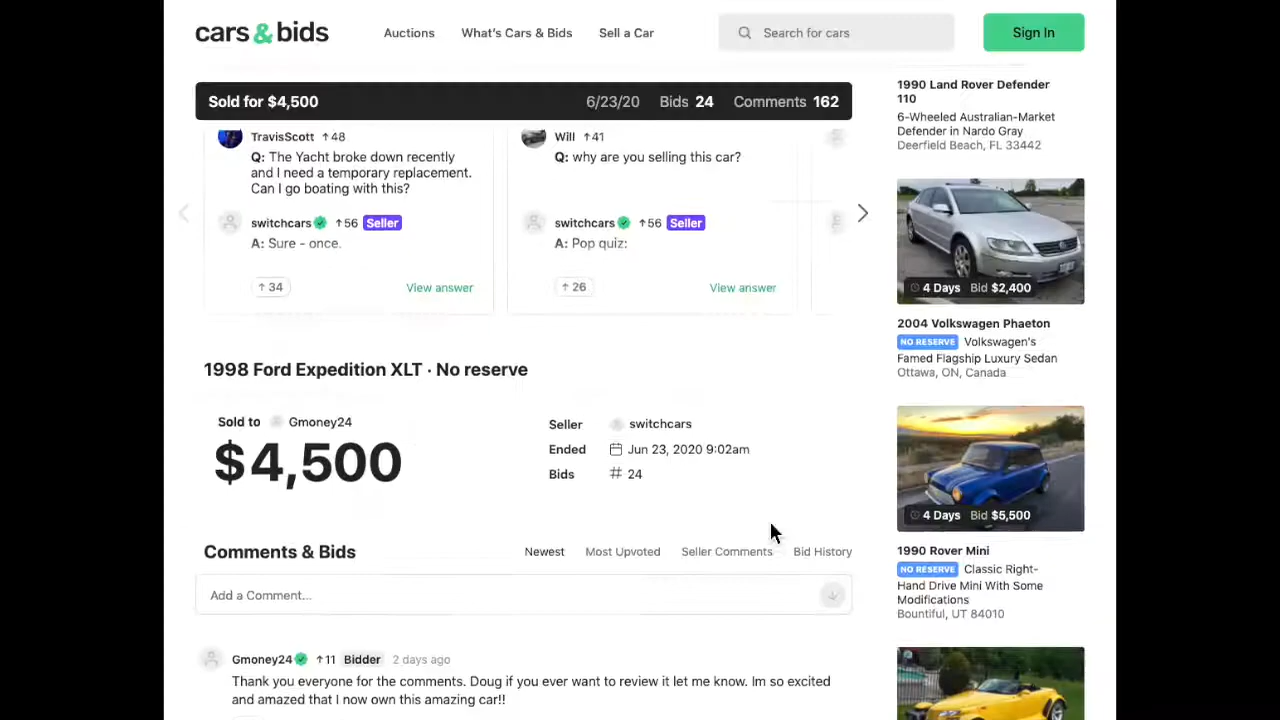 cars & bids
Auctions
What's Cars & Bids
Sell a Car
Search for cars
Sign In
Sold for $4,500
6/23/20
Bids 24
Comments 162
TravisScott ↑48
Q: The Yacht broke down recently
and I need a temporary replacement.
Can I go boating with this?
switchcars ↑56 Seller
A: Sure - once.
↑ 34
View answer
Will ↑41
Q: why are you selling this car?
switchcars ↑56 Seller
A: Pop quiz:
↑ 26
View answer
1998 Ford Expedition XLT · No reserve
Sold to Gmoney24
$4,500
Seller switchcars
Ended Jun 23, 2020 9:02am
Bids # 24
Comments & Bids
Newest
Most Upvoted
Seller Comments
Bid History
Add a Comment...
Gmoney24 ↑11 Bidder 2 days ago
Thank you everyone for the comments. Doug if you ever want to review it let me know. Im so excited
and amazed that I now own this amazing car!!
1990 Land Rover Defender
110
6-Wheeled Australian-Market
Defender in Nardo Gray
Deerfield Beach, FL 33442
4 Days Bid $2,400
2004 Volkswagen Phaeton
NO RESERVE Volkswagen's
Famed Flagship Luxury Sedan
Ottawa, ON, Canada
4 Days Bid $5,500
1990 Rover Mini
NO RESERVE Classic Right-
Hand Drive Mini With Some
Modifications
Bountiful, UT 84010